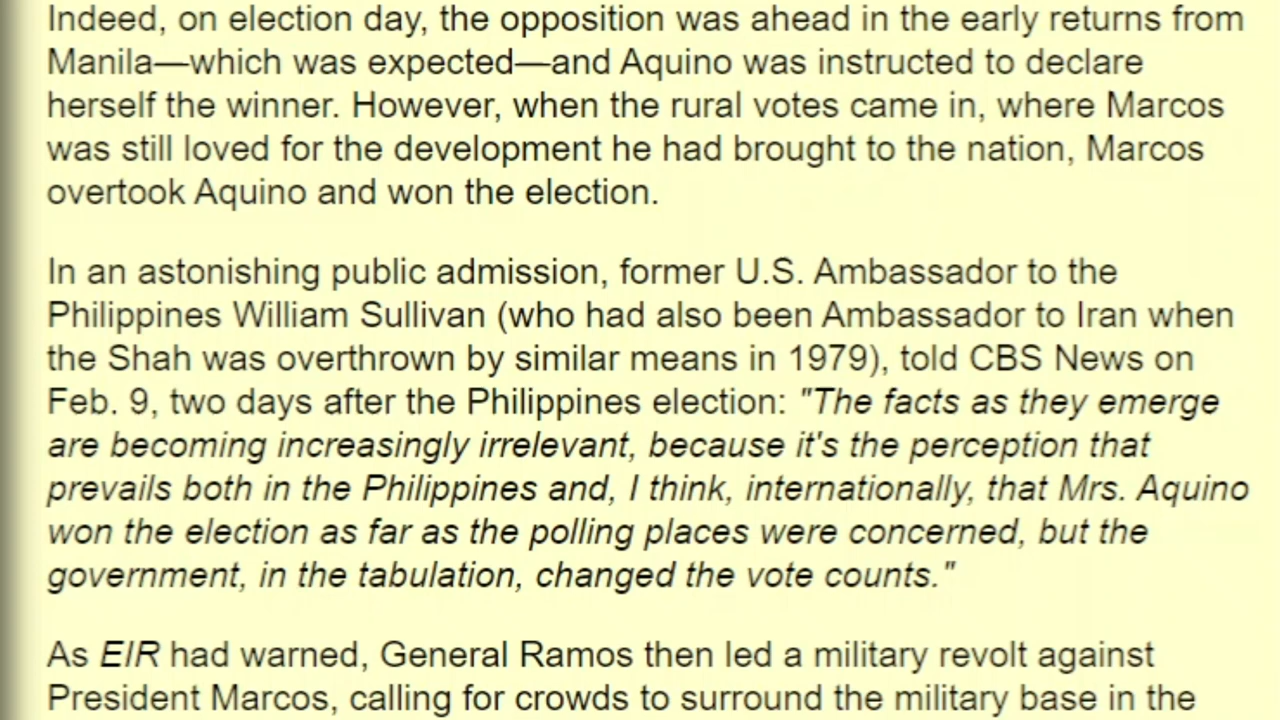 Indeed, on election day, the opposition was ahead in the early returns from
Manila—which was expected—and Aquino was instructed to declare
herself the winner. However, when the rural votes came in, where Marcos
was still loved for the development he had brought to the nation, Marcos
overtook Aquino and won the election.
In an astonishing public admission, former U.S. Ambassador to the
Philippines William Sullivan (who had also been Ambassador to Iran when
the Shah was overthrown by similar means in 1979), told CBS News on
Feb. 9, two days after the Philippines election: "The facts as they emerge
are becoming increasingly irrelevant, because it's the perception that
prevails both in the Philippines and, I think, internationally, that Mrs. Aquino
won the election as far as the polling places were concerned, but the
government, in the tabulation, changed the vote counts."
As EIR had warned, General Ramos then led a military revolt against
President Marcos, calling for crowds to surround the military base in the